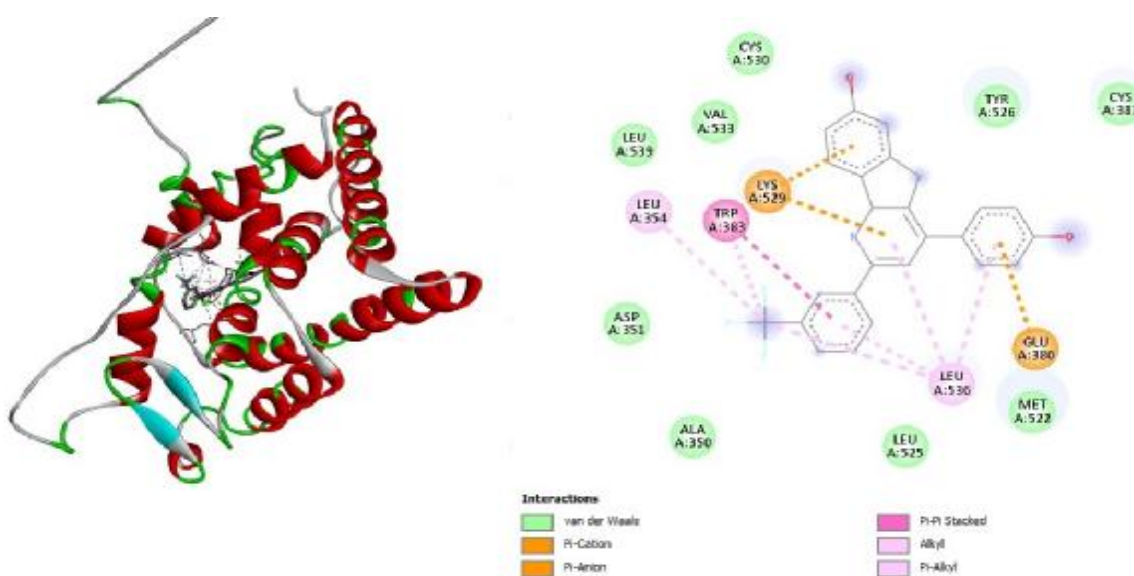 CYS
A:530
TYR
A:526
CYS
VAL
A:533
LEU
A:539
LYS
A:529
LEU
A:354
TRP
A:383
ASP
A:351
GLU
A:380
LEU
A:536
MET
A:522
ALA
A:350
LEU
A:525
Interactions
van der Waals
Pi-Cation
Pi-Anion
Pi-Pi Stacked
Alkyl
Pi-Alkyl